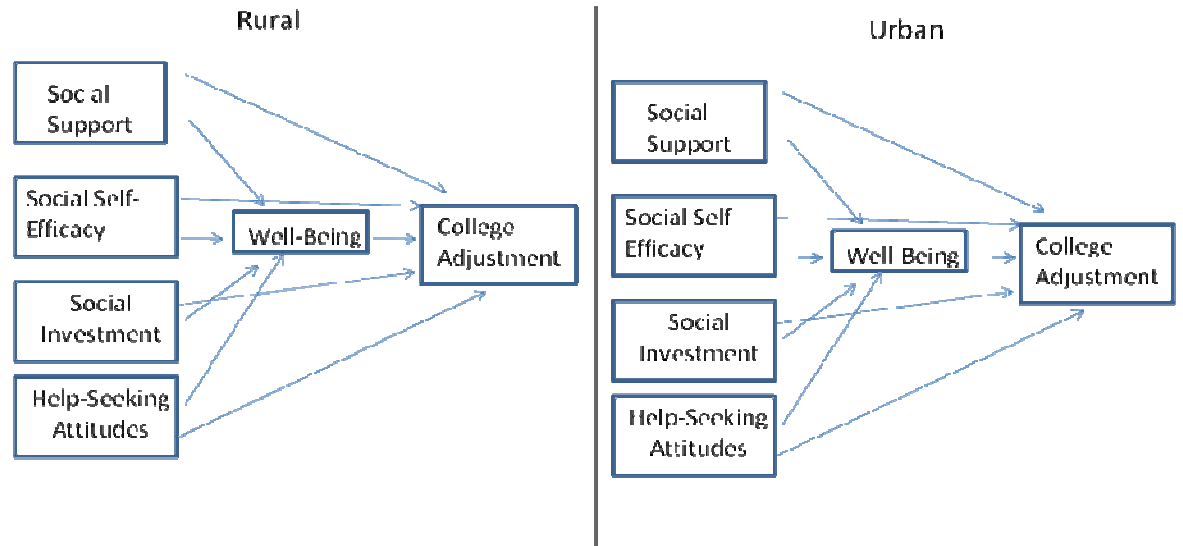 Rural
Soc al
Support
Social Self-
Efficacy
Well-Being
College
Adjustment
Social
Investment
Help-Seeking
Attitudes
Urban
Social
Support
Social Self
Efficacy
Well Being
College
Adjustment
Social
Investment
Help-Seeking
Attitudes